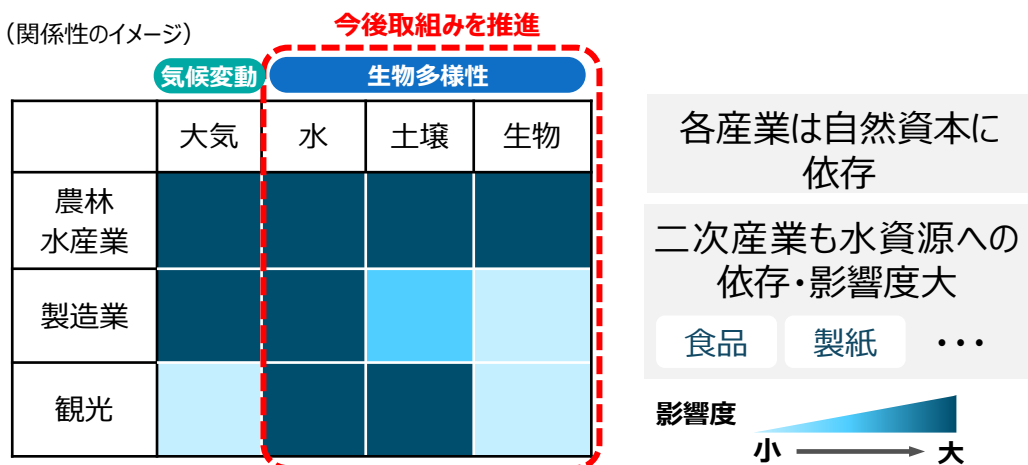 （関係性のイメージ）
今後取組みを推進
気候変動
生物多様性
大気
水
土壌
生物
農林
水産業
製造業
観光
各産業は自然資本に
依存
二次産業も水資源への
依存・影響度大
食品
製紙
・・・
影響度
小
大